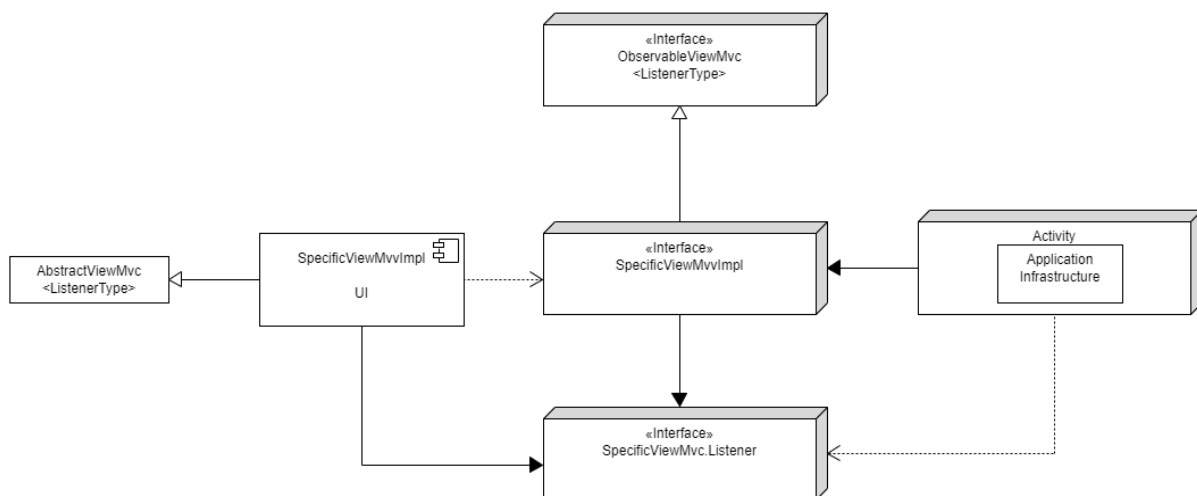 «Interface»
ObservableViewMvc
<ListenerType>
AbstractViewMvc
<ListenerType>
SpecificViewMvvImpl
UI
«Interface»
SpecificViewMvvImpl
Activity
Application
Infrastructure
«Interface»
SpecificViewMvc.Listener